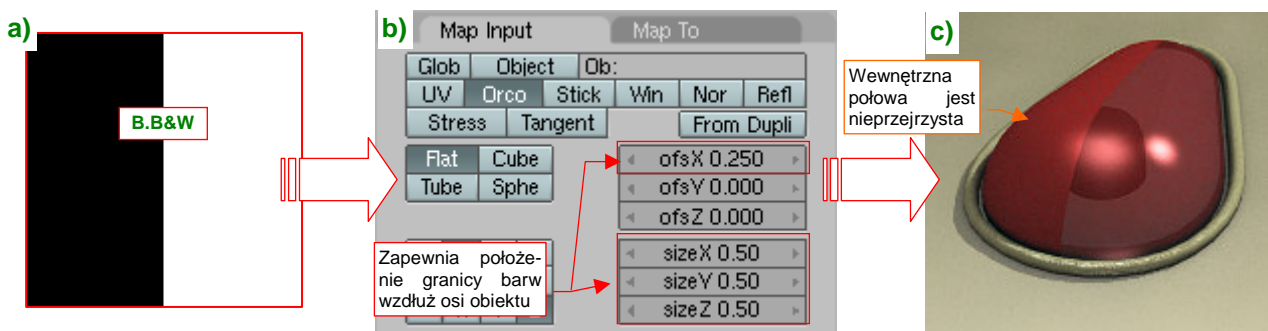 a)
B.B&W
b)
Map Input
Map To
Glob Object Ob:
UV Orco Stick Win Nor Refl
Stress Tangent From Dupli
Flat Cube
Tube Sphe
ofsX 0.250
ofsY 0.000
ofsZ 0.000
sizeX 0.50
sizeY 0.50
sizeZ 0.50
Zapewnia położe-
nie granicy barw
wzdłuż osi obiektu
c)
Wewnętrzna
połowa jest
nieprzejrzysta